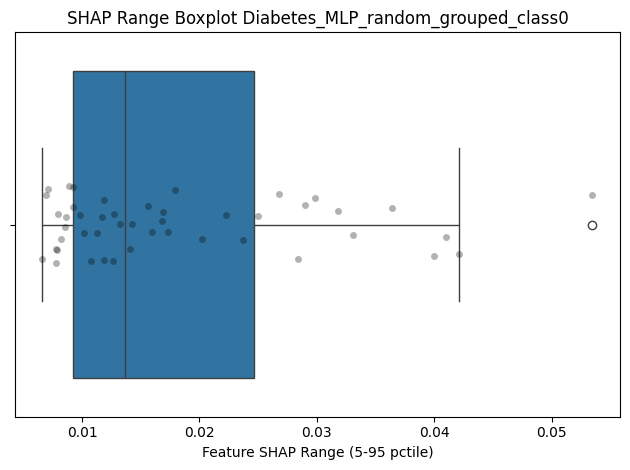 SHAP Range Boxplot Diabetes_MLP_random_grouped_class0
0.01 0.02 0.03 0.04 0.05
Feature SHAP Range (5-95 pctile)